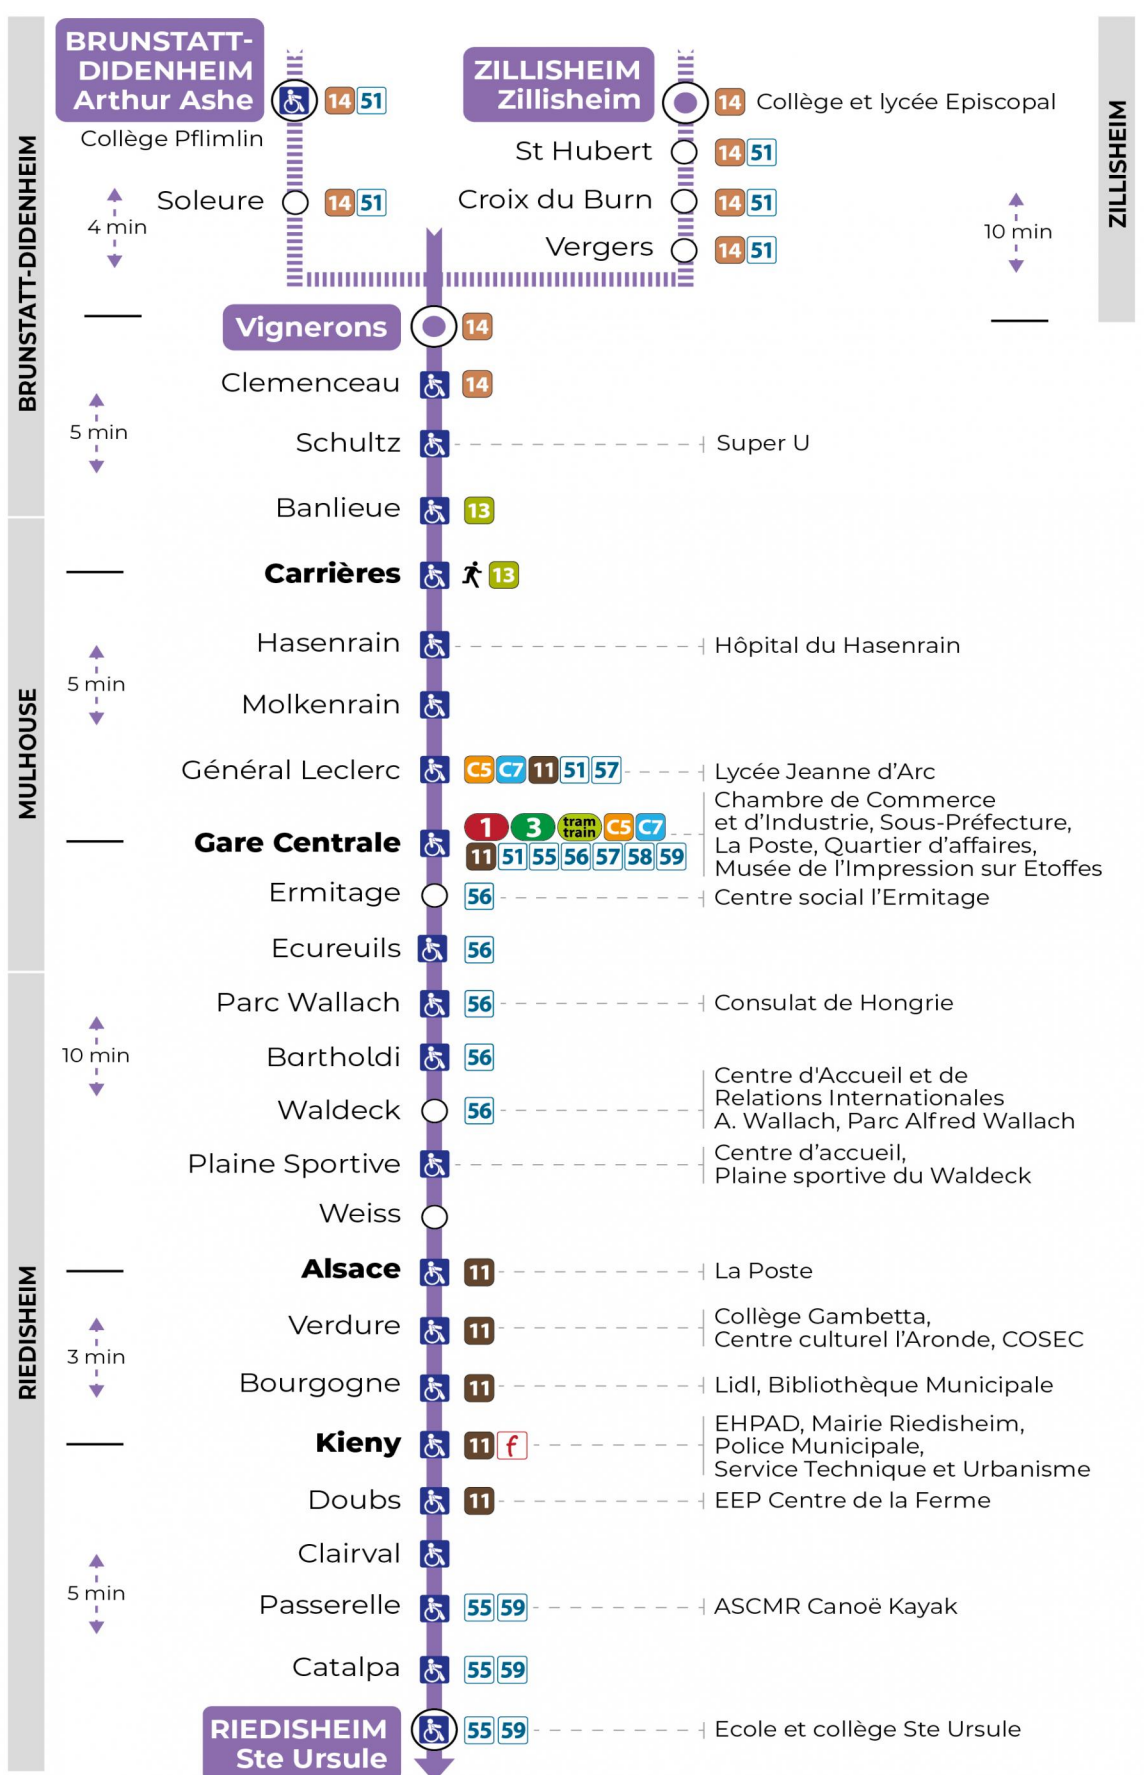 BRUNSTATT-
DIDENHEIM
Arthur Ashe
14 51
Collège Pflimlin
Soleure 14 51
4 min
ZILLISHEIM
Zillisheim
14 Collège et lycée Episcopal
St Hubert 14 51
Croix du Burn 14 51
Vergers 14 51
10 min
ZILLISHEIM
BRUNSTATT-DIDENHEIM
Vignerons 14
Clemenceau 14
5 min
Schultz Super U
Banlieue 13
MULHOUSE
Carrières 13
Hasenrain Hôpital du Hasenrain
5 min
Molkenrain
Général Leclerc C5 C7 11 51 57 Lycée Jeanne d’Arc
Gare Centrale
1 3 tram train C5 C7
11 51 55 56 57 58 59
Chambre de Commerce
et d’Industrie, Sous-Préfecture,
La Poste, Quartier d’affaires,
Musée de l’Impression sur Etoffes
Ermitage 56 Centre social l’Ermitage
Ecureuils 56
RIEDISHEIM
Parc Wallach 56 Consulat de Hongrie
10 min
Bartholdi 56
Waldeck 56
Centre d'Accueil et de
Relations Internationales
A. Wallach, Parc Alfred Wallach
Plaine Sportive
Centre d’accueil,
Plaine sportive du Waldeck
Weiss
Alsace 11 La Poste
Verdure 11
Collège Gambetta,
Centre culturel l’Aronde, COSEC
3 min
Bourgogne 11 Lidl, Bibliothèque Municipale
Kieny 11 f
EHPAD, Mairie Riedisheim,
Police Municipale,
Service Technique et Urbanisme
Doubs 11 EEP Centre de la Ferme
Clairval
5 min
Passerelle 55 59 ASCMR Canoë Kayak
Catalpa 55 59
RIEDISHEIM
Ste Ursule
55 59 Ecole et collège Ste Ursule